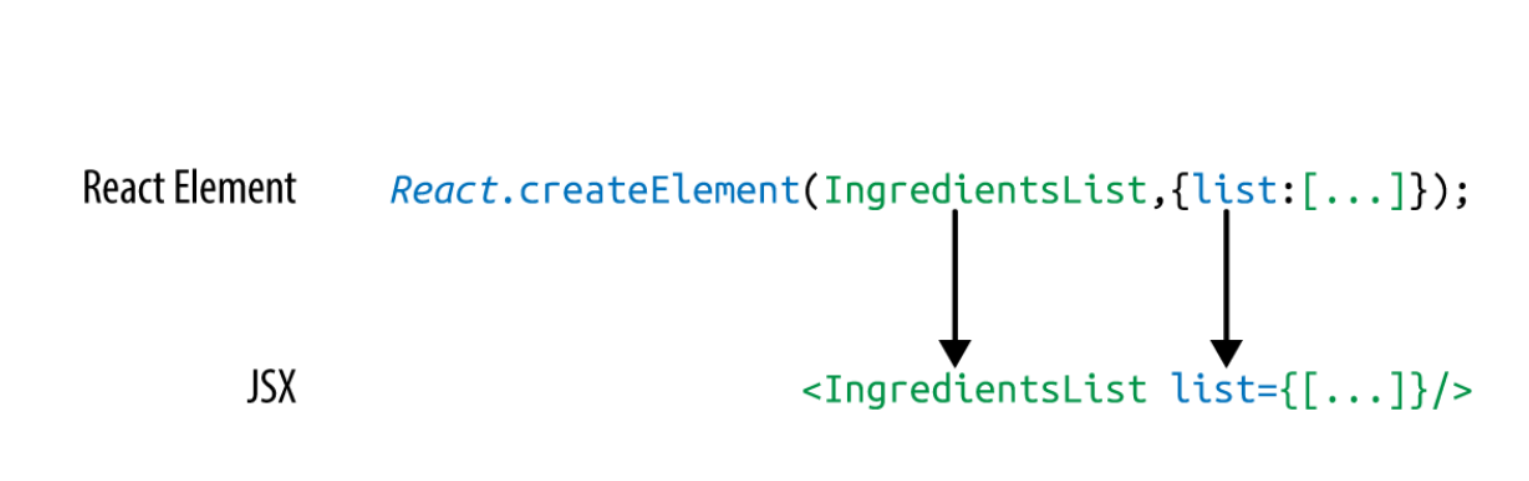 React Element React.createElement(IngredientsList,{list:[...]});
JSX <IngredientsList list={[...]}/>